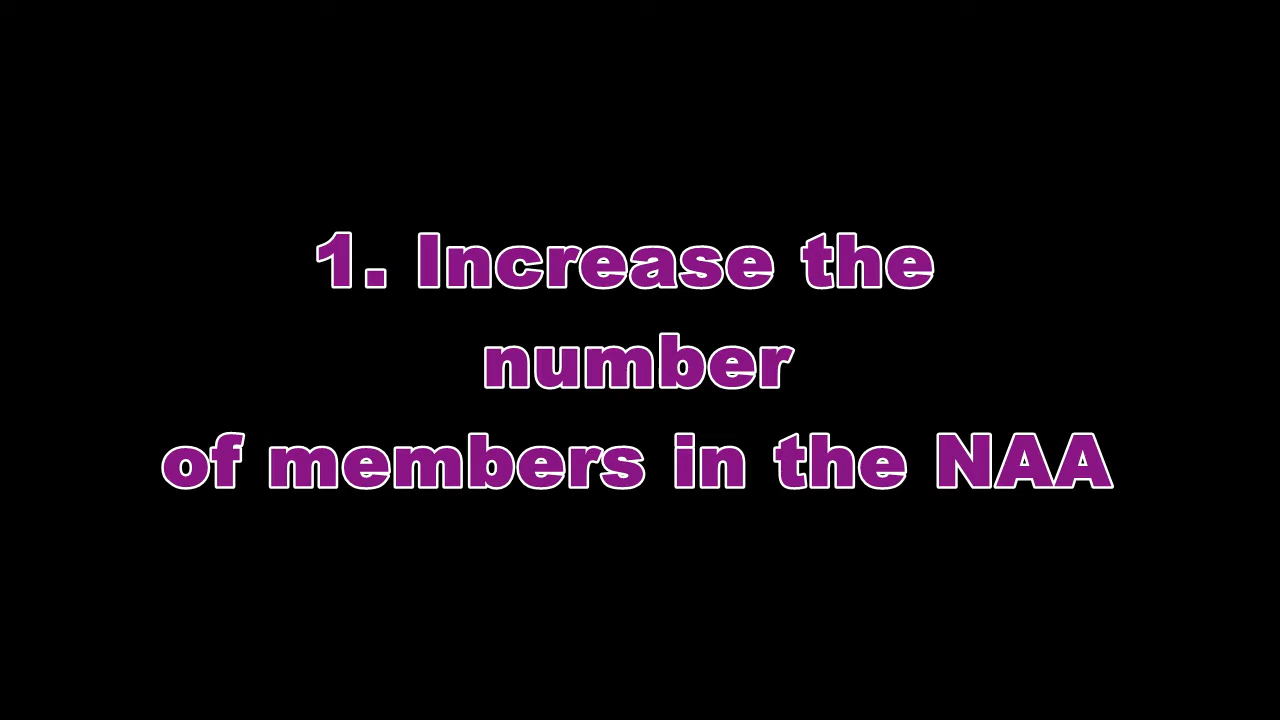 1. Increase the
number
of members in the NAA